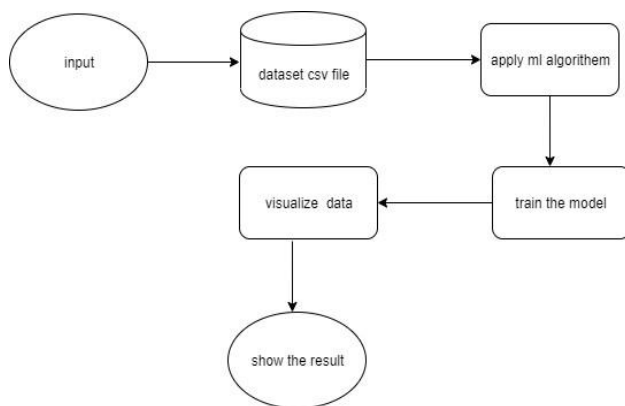 input
dataset csv file
apply ml algorithem
train the model
visualize data
show the result